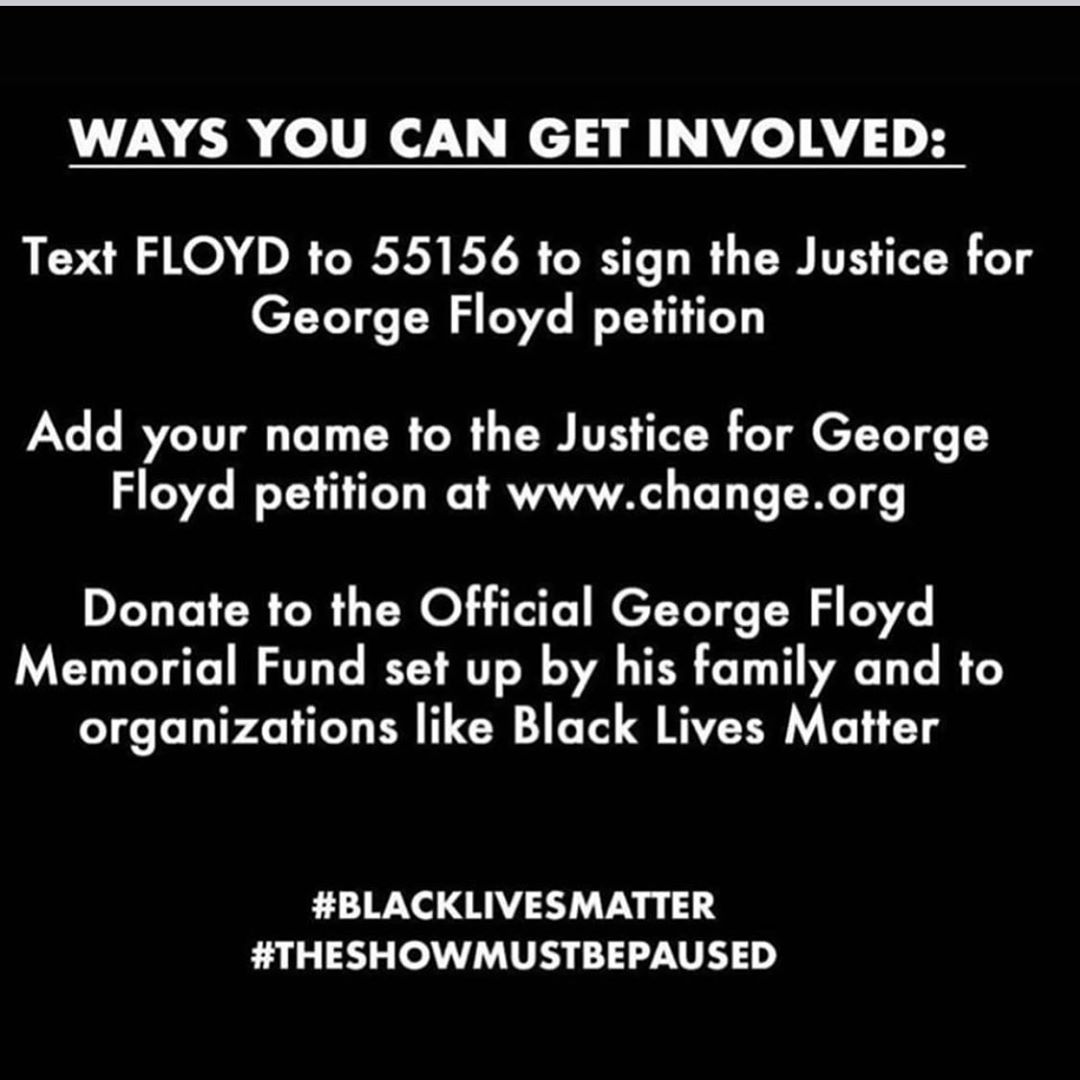 WAYS YOU CAN GET INVOLVED:
Text FLOYD to 55156 to sign the Justice for
George Floyd petition
Add your name to the Justice for George
Floyd petition at www.change.org
Donate to the Official George Floyd
Memorial Fund set up by his family and to
organizations like Black Lives Matter
#BLACKLIVESMATTER
#THESHOWMUSTBEPAUSED